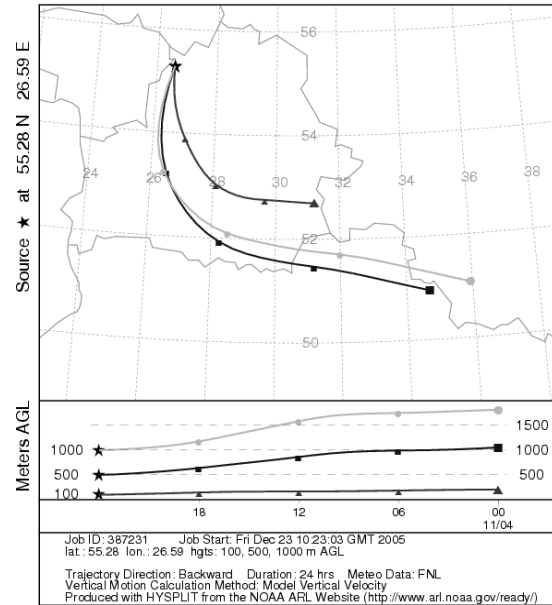 Source ★ at 55.28 N 26.59 E
56
54
24 26 28 30 32 34 36 38
52
50
Meters AGL
1500
1000 1000
500 500
100
18 12 06 00
11/04
Job ID: 387231 Job Start: Fri Dec 23 10:23:03 GMT 2005
lat.: 55.28 lon.: 26.59 hgts: 100, 500, 1000 m AGL
Trajectory Direction: Backward Duration: 24 hrs Meteo Data: FNL
Vertical Motion Calculation Method: Model Vertical Velocity
Produced with HYSPLIT from the NOAA ARL Website (http://www.arl.noaa.gov/ready/)